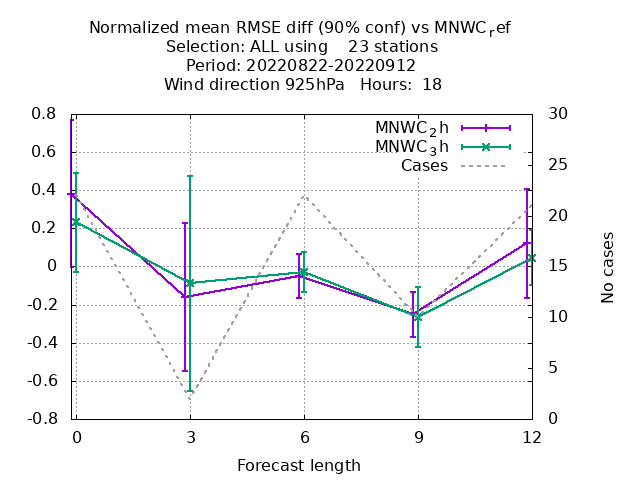 Normalized mean RMSE diff (90% conf) vs MNWC_ref
Selection: ALL using    23 stations
Period: 20220822-20220912
Wind direction 925hPa   Hours:  18
MNWC_2h
MNWC_3h
Cases
0.8
0.6
0.4
0.2
0
-0.2
-0.4
-0.6
-0.8
30
25
20
15
10
5
0
No cases
0 3 6 9 12
Forecast length